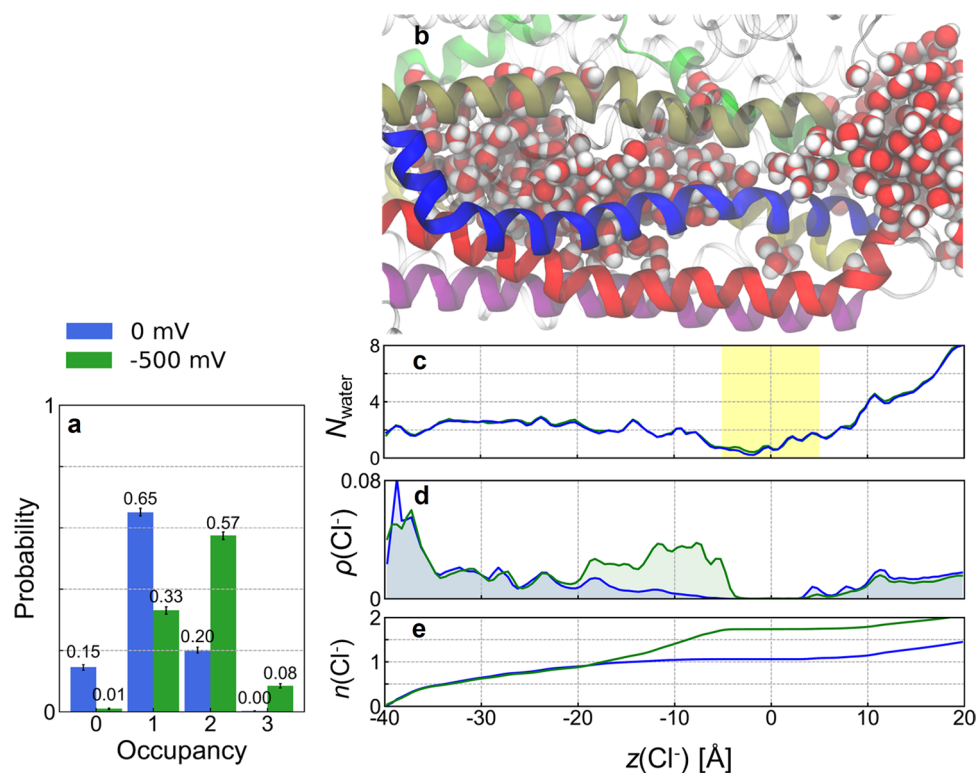 b
0 mV
-500 mV
a
Probability
1
0
0.15
0.01
0.65
0.33
0.20
0.57
0.00
0.08
0 1 2 3
Occupancy
c
N water
8
4
0
d
ρ(Cl⁻)
0.08
0
e
n(Cl⁻)
2
1
0
-40 -30 -20 -10 0 10 20
z(Cl⁻) [Å]